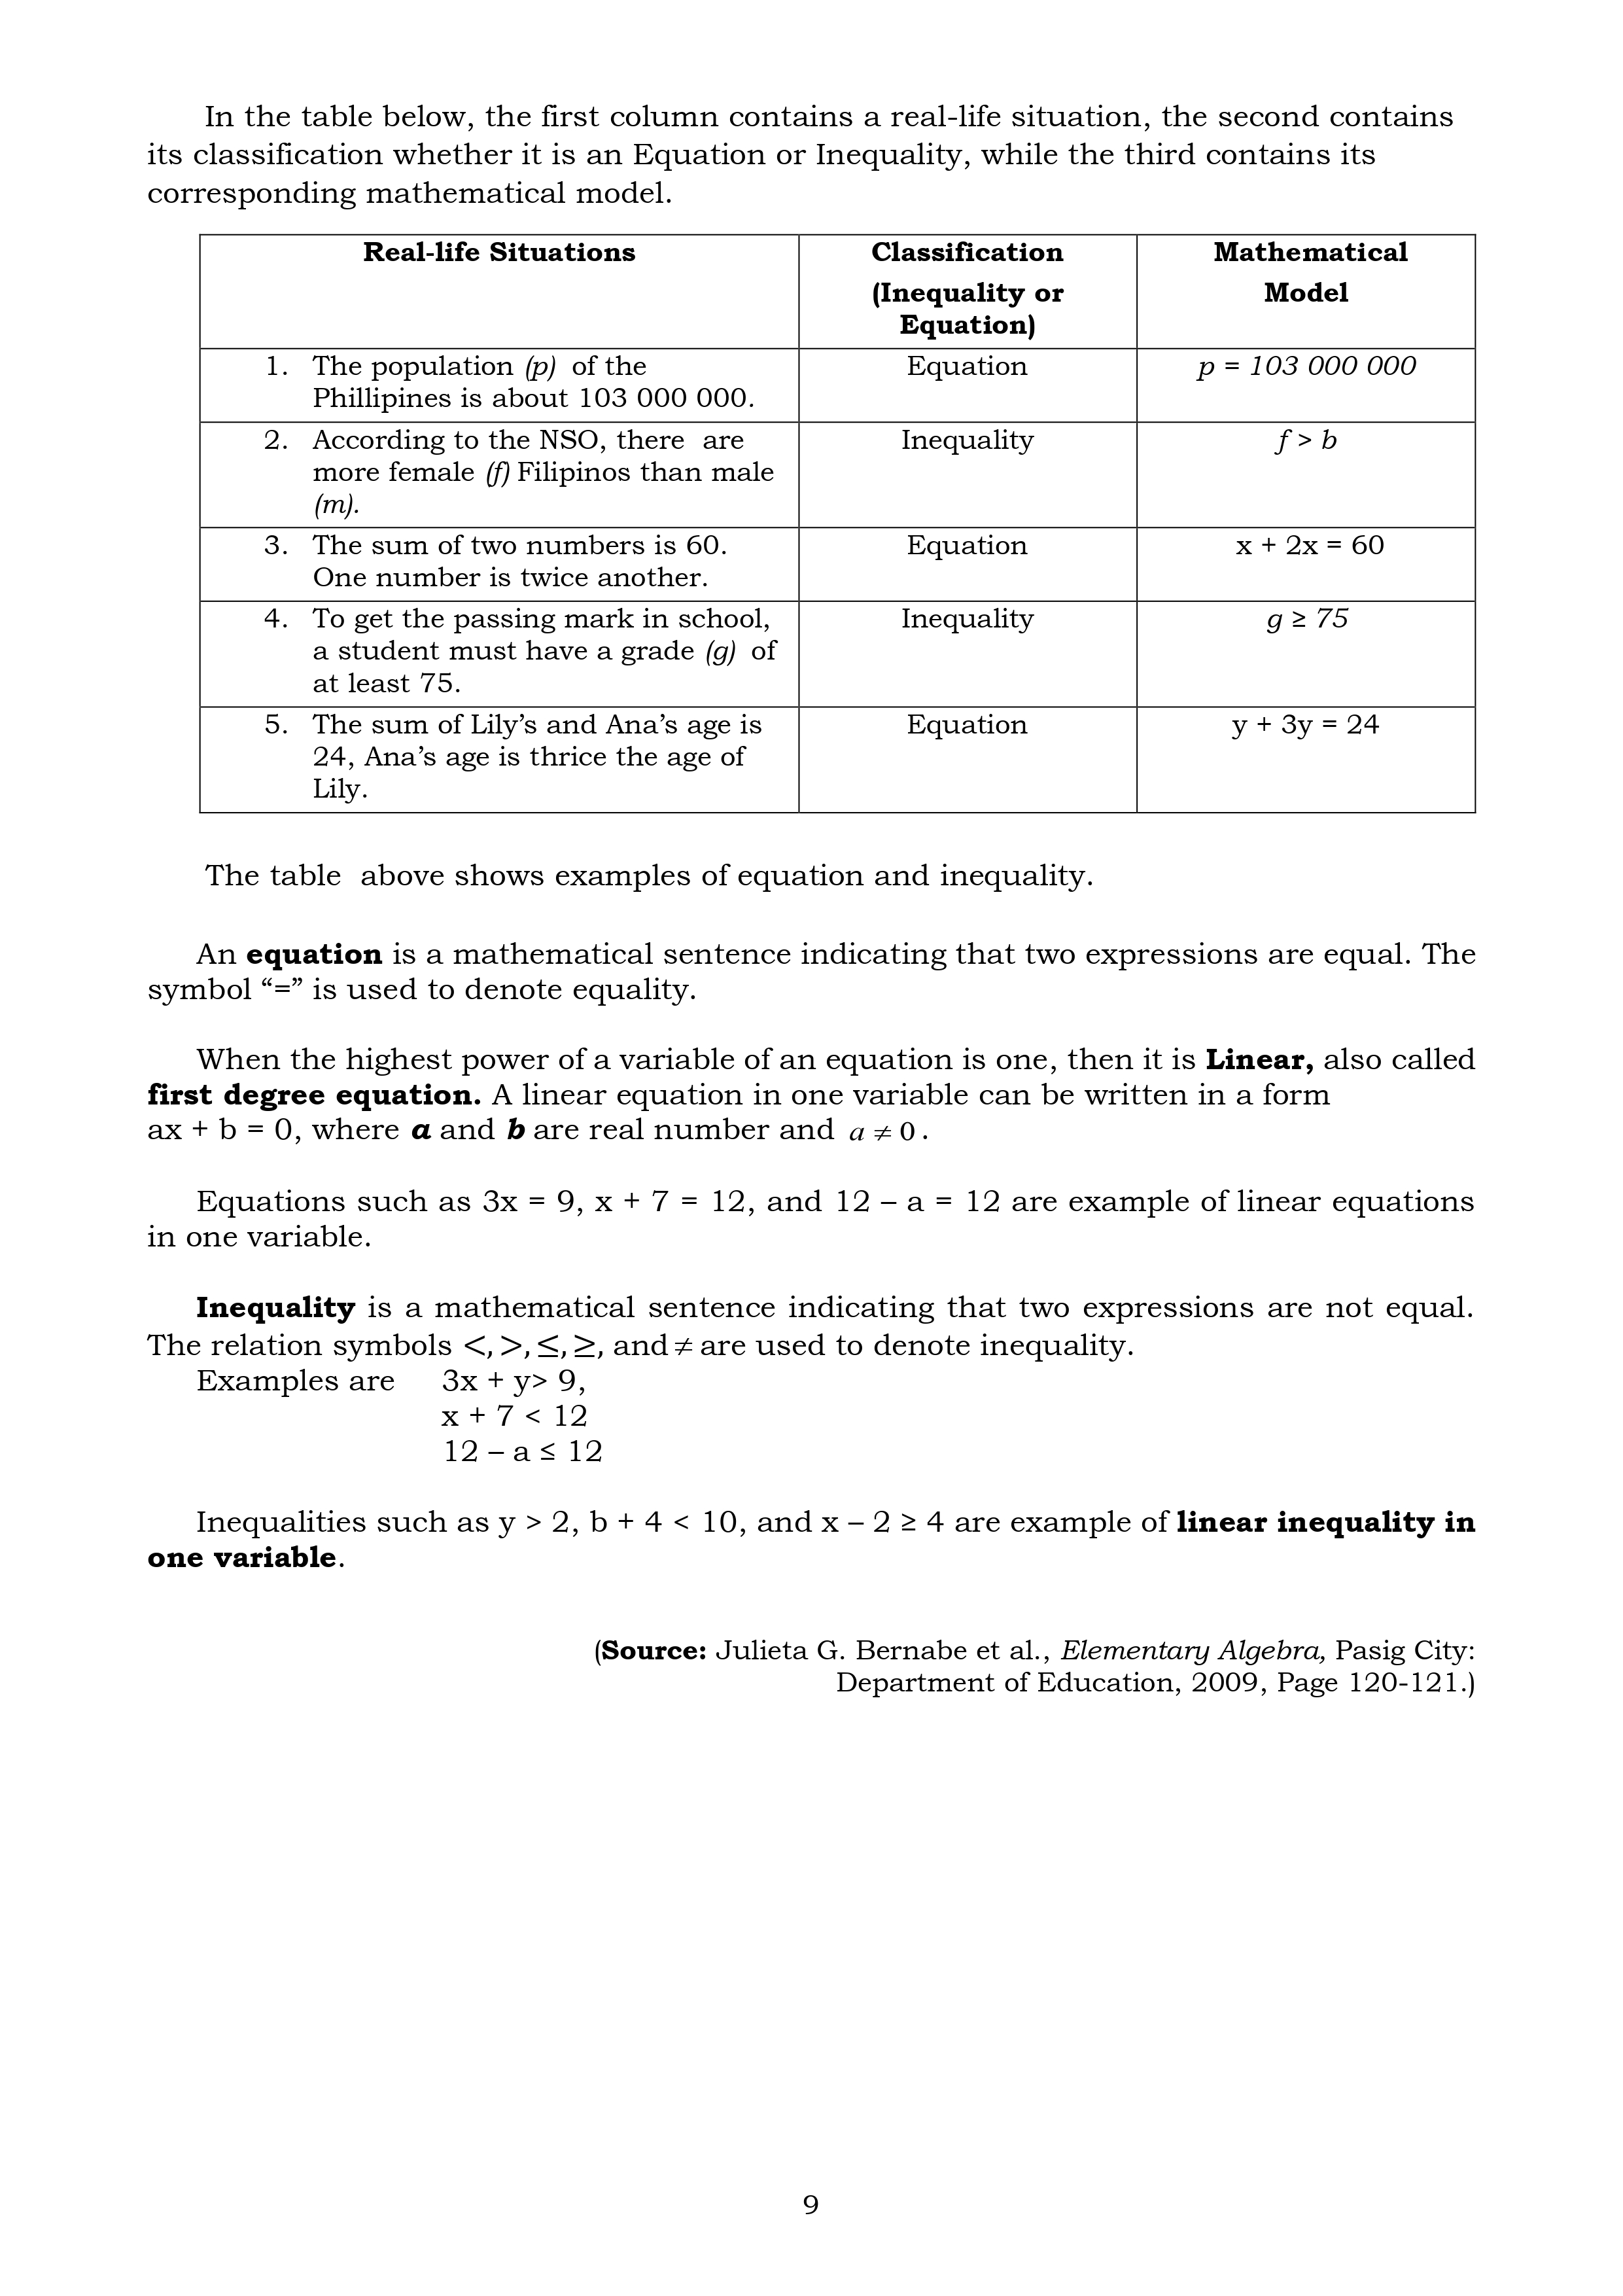 In the table below, the first column contains a real-life situation, the second contains
its classification whether it is an Equation or Inequality, while the third contains its
corresponding mathematical model.
Real-life Situations
Classification
(Inequality or
Equation)
Mathematical
Model
1. The population (p) of the
Phillipines is about 103 000 000.
Equation
p = 103 000 000
2. According to the NSO, there are
more female (f) Filipinos than male
(m).
Inequality
f > b
3. The sum of two numbers is 60.
One number is twice another.
Equation
x + 2x = 60
4. To get the passing mark in school,
a student must have a grade (g) of
at least 75.
Inequality
g ≥ 75
5. The sum of Lily’s and Ana’s age is
24, Ana’s age is thrice the age of
Lily.
Equation
y + 3y = 24
The table above shows examples of equation and inequality.
An equation is a mathematical sentence indicating that two expressions are equal. The
symbol “=” is used to denote equality.
When the highest power of a variable of an equation is one, then it is Linear, also called
first degree equation. A linear equation in one variable can be written in a form
ax + b = 0, where a and b are real number and a ≠ 0 .
Equations such as 3x = 9, x + 7 = 12, and 12 – a = 12 are example of linear equations
in one variable.
Inequality is a mathematical sentence indicating that two expressions are not equal.
The relation symbols <, >, ≤, ≥, and ≠ are used to denote inequality.
Examples are 3x + y> 9,
x + 7 < 12
12 – a ≤ 12
Inequalities such as y > 2, b + 4 < 10, and x – 2 ≥ 4 are example of linear inequality in
one variable.
(Source: Julieta G. Bernabe et al., Elementary Algebra, Pasig City:
Department of Education, 2009, Page 120-121.)
9